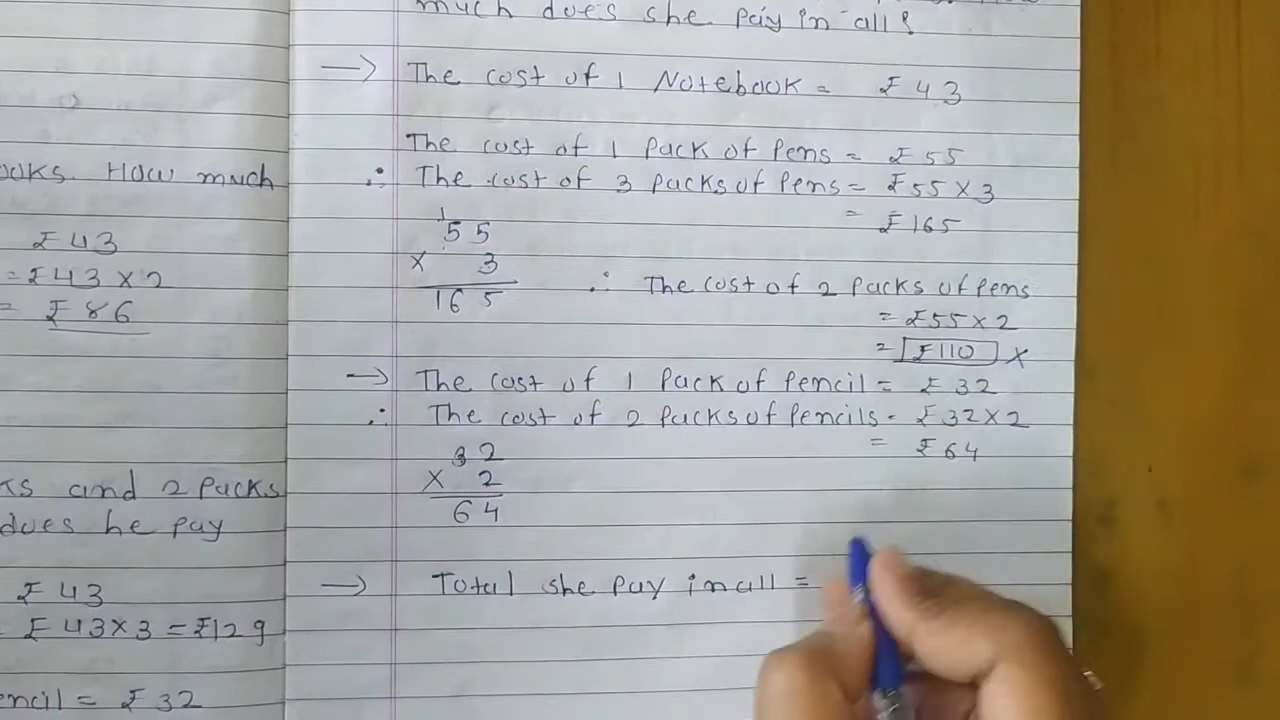 ooks. How much
₹ 43
= ₹ 43 × 2
= ₹ 86
ks and 2 Packs
does he pay
₹ 43
= ₹ 43×3 = ₹129
encil = ₹ 32
much does she pay in all?
→ The cost of 1 Notebook = ₹ 43
The cost of 1 Pack of Pens = ₹ 55
∴ The cost of 3 packs of Pens = ₹55 × 3
= ₹ 165
1
55
× 3
165
∴ The cost of 2 packs of pens
= ₹55 × 2
= ₹110 ×
→ The cost of 1 Pack of Pencil = ₹ 32
∴ The cost of 2 packs of Pencils = ₹ 32 × 2
= ₹ 64
32
× 2
64
→ Total she pay in all =